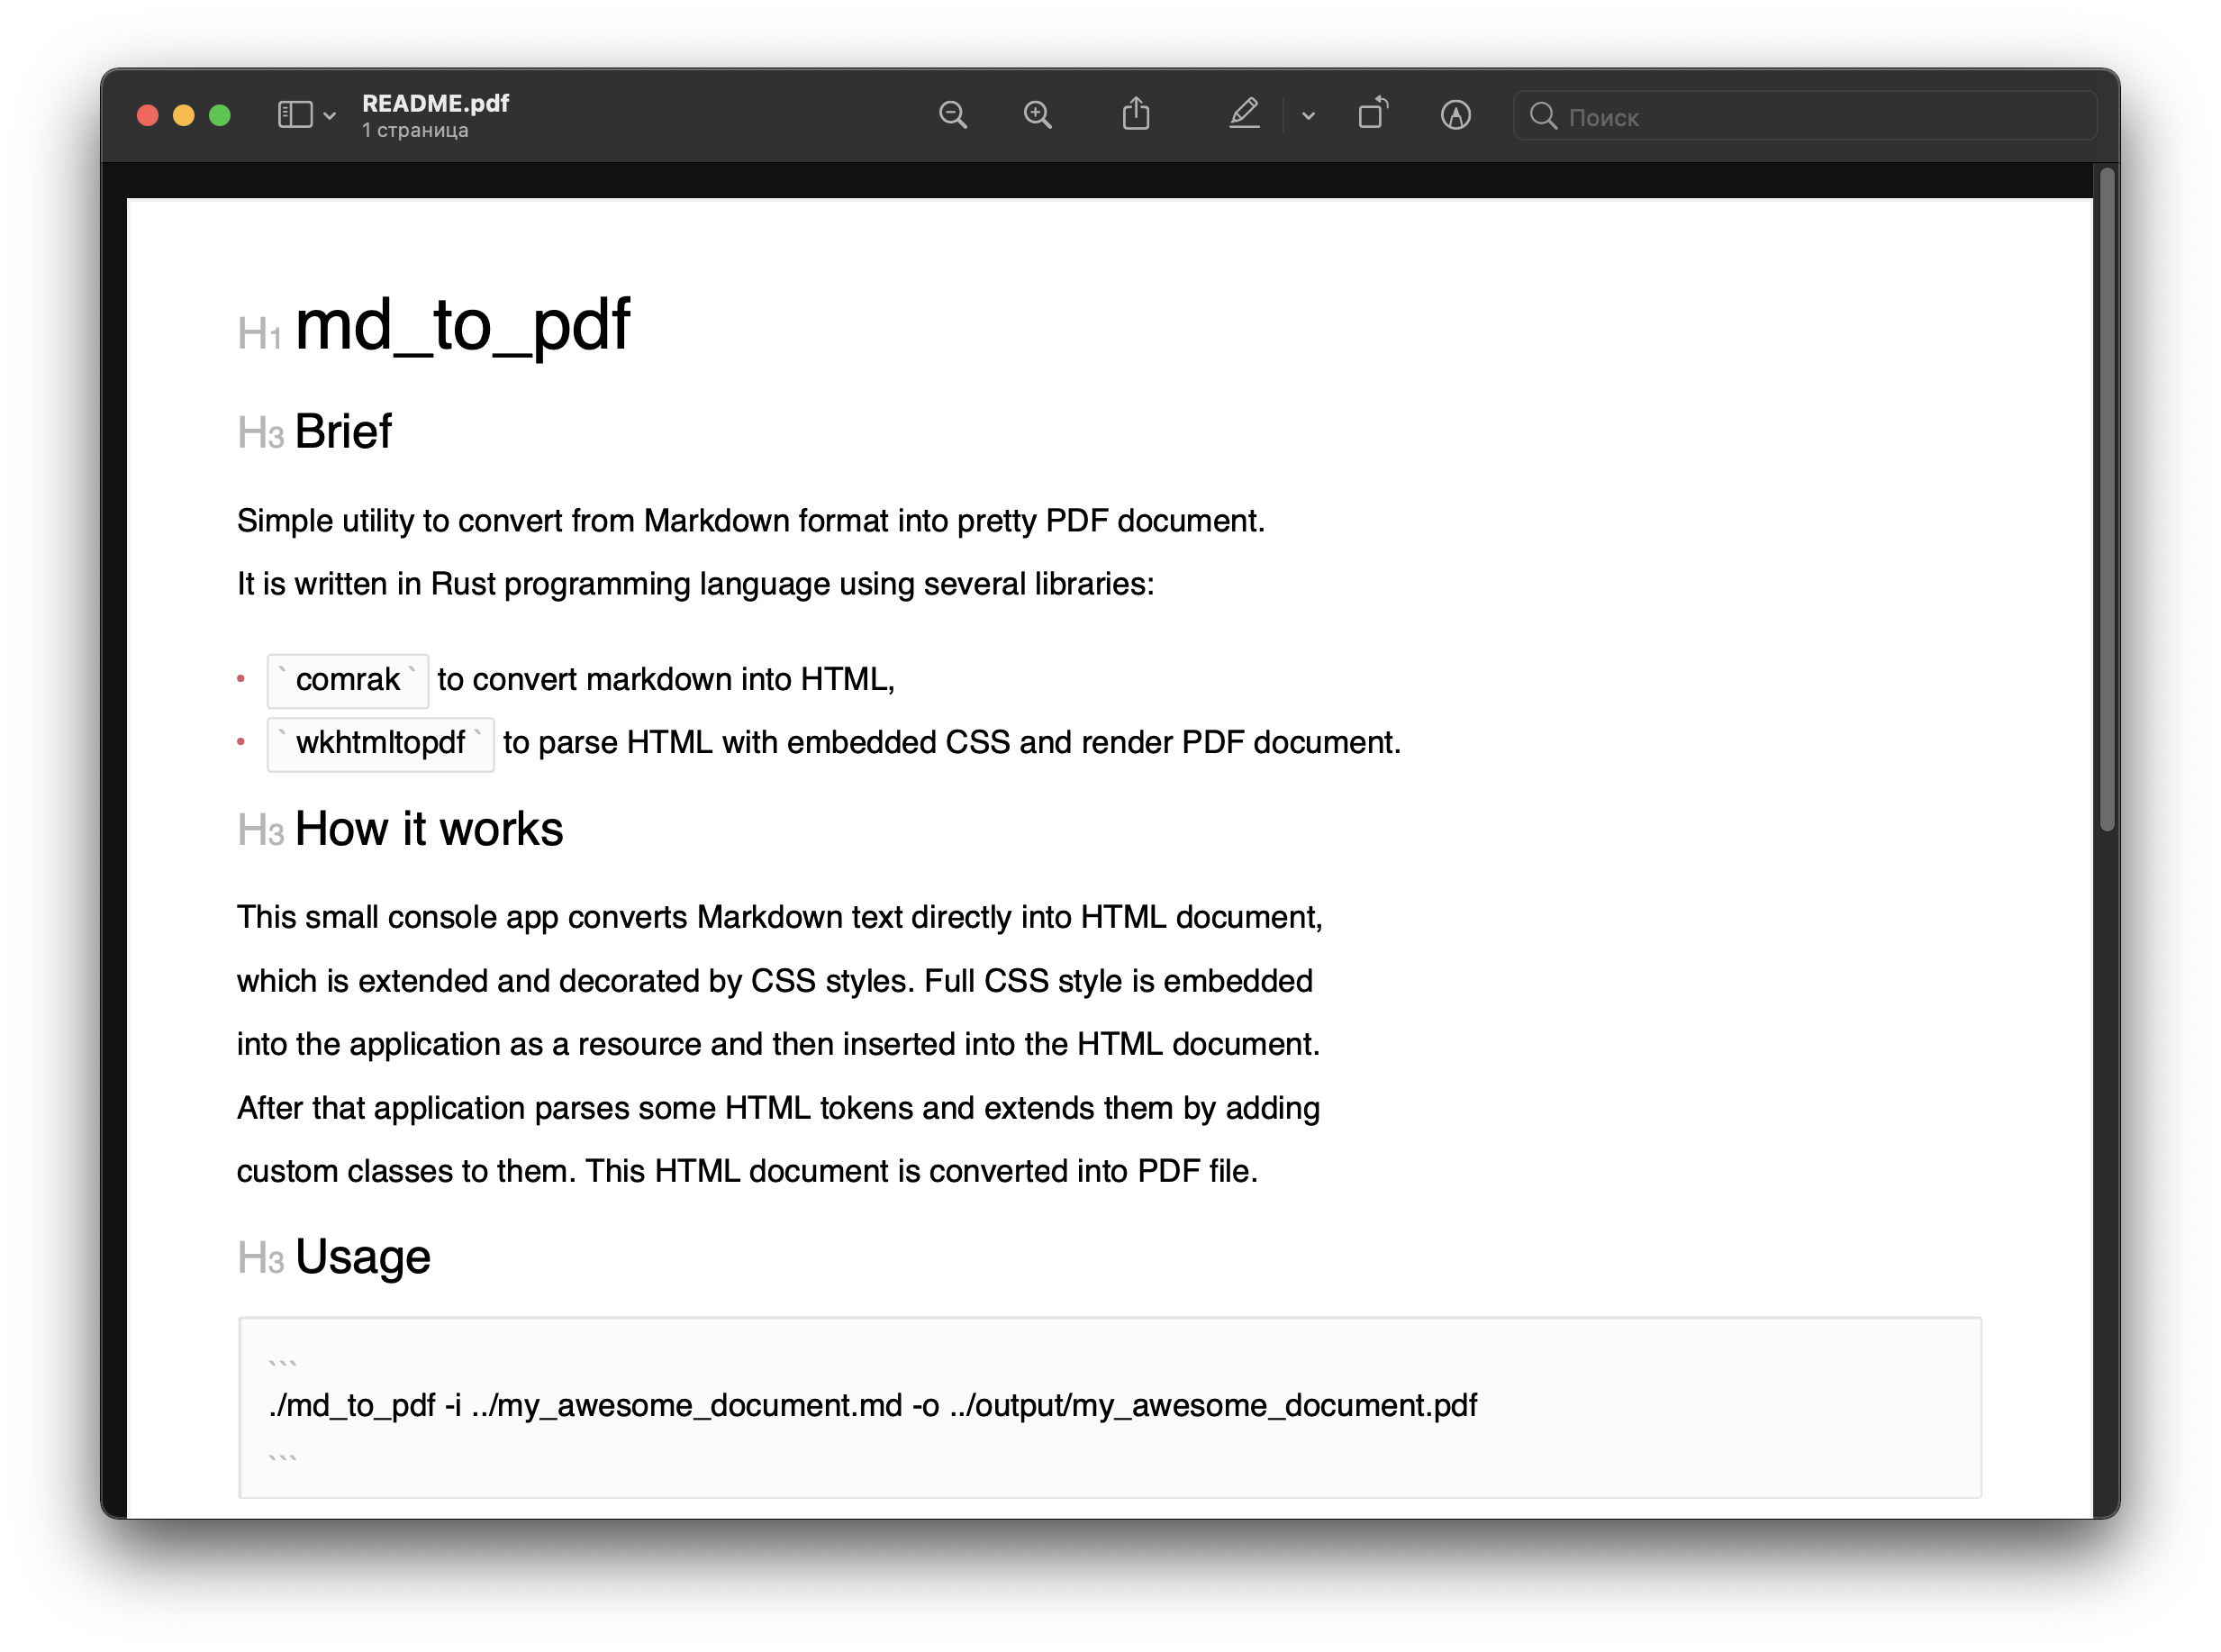 README.pdf
1 страница
Поиск
H1 md_to_pdf
H3 Brief
Simple utility to convert from Markdown format into pretty PDF document.
It is written in Rust programming language using several libraries:
• ` comrak ` to convert markdown into HTML,
• ` wkhtmltopdf ` to parse HTML with embedded CSS and render PDF document.
H3 How it works
This small console app converts Markdown text directly into HTML document,
which is extended and decorated by CSS styles. Full CSS style is embedded
into the application as a resource and then inserted into the HTML document.
After that application parses some HTML tokens and extends them by adding
custom classes to them. This HTML document is converted into PDF file.
H3 Usage
```
./md_to_pdf -i ../my_awesome_document.md -o ../output/my_awesome_document.pdf
```